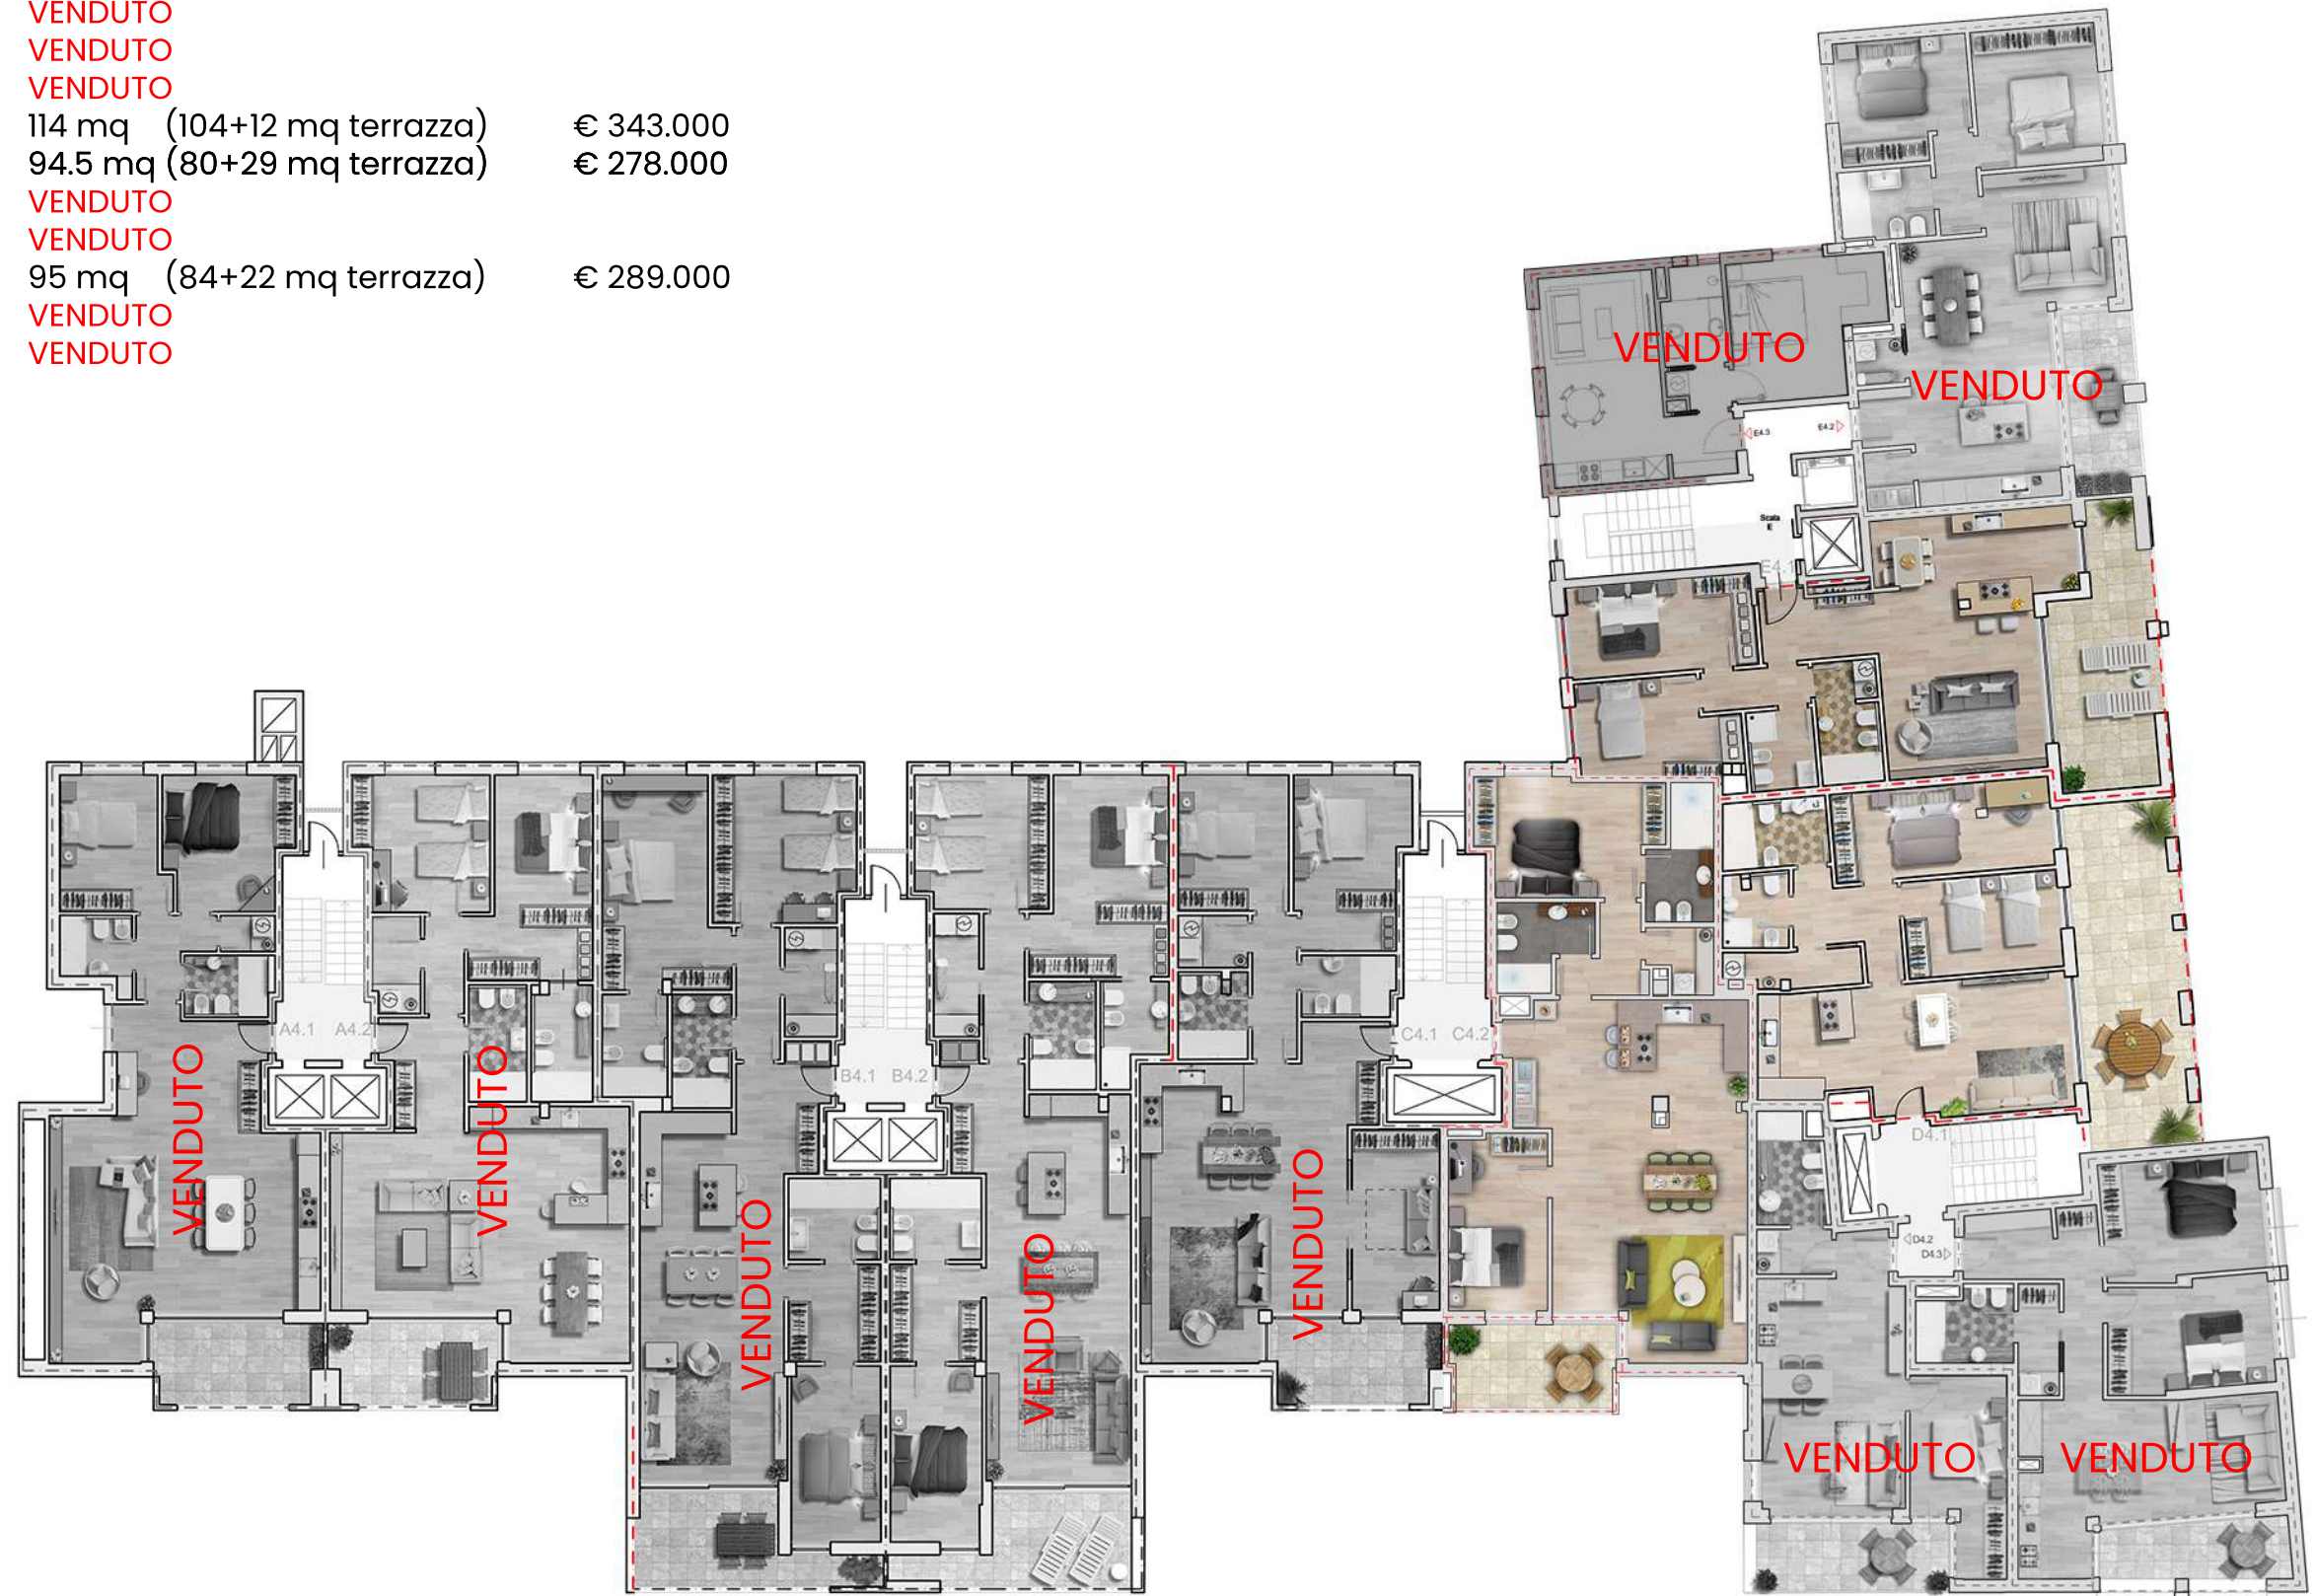 VENDUTO
VENDUTO
VENDUTO
114 mq (104+12 mq terrazza) € 343.000
94.5 mq (80+29 mq terrazza) € 278.000
VENDUTO
VENDUTO
95 mq (84+22 mq terrazza) € 289.000
VENDUTO
VENDUTO
VENDUTO
VENDUTO
E4.3
E4.2
Scala
E
E4.1
A4.1 A4.2
B4.1 B4.2
C4.1 C4.2
D4.1
D4.2
D4.3
VENDUTO
VENDUTO
VENDUTO
VENDUTO
VENDUTO
VENDUTO
VENDUTO